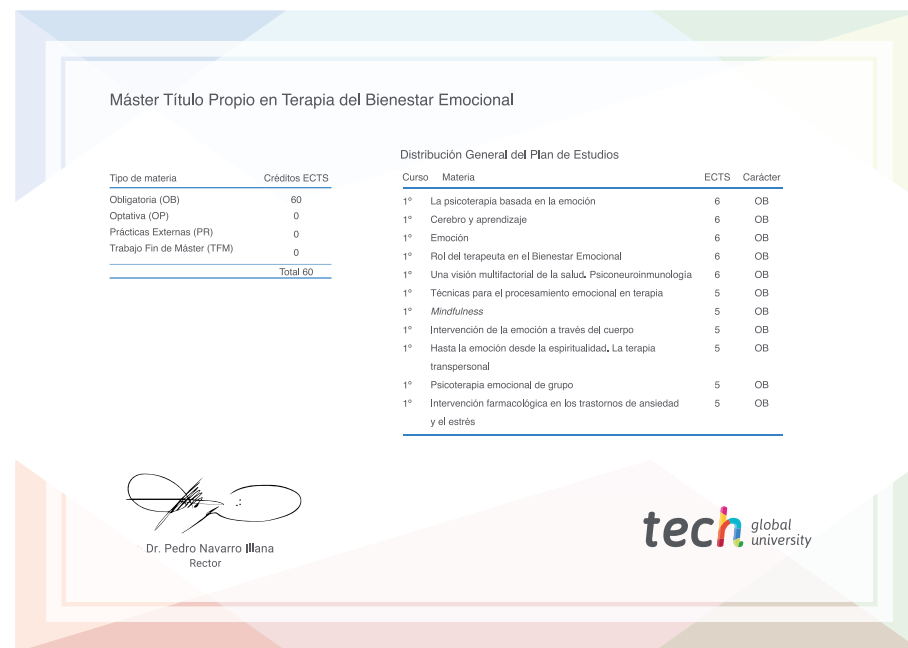 Máster Título Propio en Terapia del Bienestar Emocional
Tipo de materia Créditos ECTS
Obligatoria (OB) 60
Optativa (OP) 0
Prácticas Externas (PR) 0
Trabajo Fin de Máster (TFM) 0
Total 60
Distribución General del Plan de Estudios
Curso Materia ECTS Carácter
1º La psicoterapia basada en la emoción 6 OB
1º Cerebro y aprendizaje 6 OB
1º Emoción 6 OB
1º Rol del terapeuta en el Bienestar Emocional 6 OB
1º Una visión multifactorial de la salud. Psiconeuroinmunología 6 OB
1º Técnicas para el procesamiento emocional en terapia 5 OB
1º Mindfulness 5 OB
1º Intervención de la emoción a través del cuerpo 5 OB
1º Hasta la emoción desde la espiritualidad. La terapia 5 OB
transpersonal
1º Psicoterapia emocional de grupo 5 OB
1º Intervención farmacológica en los trastornos de ansiedad 5 OB
y el estrés
Dr. Pedro Navarro Illana
Rector
tech global
university